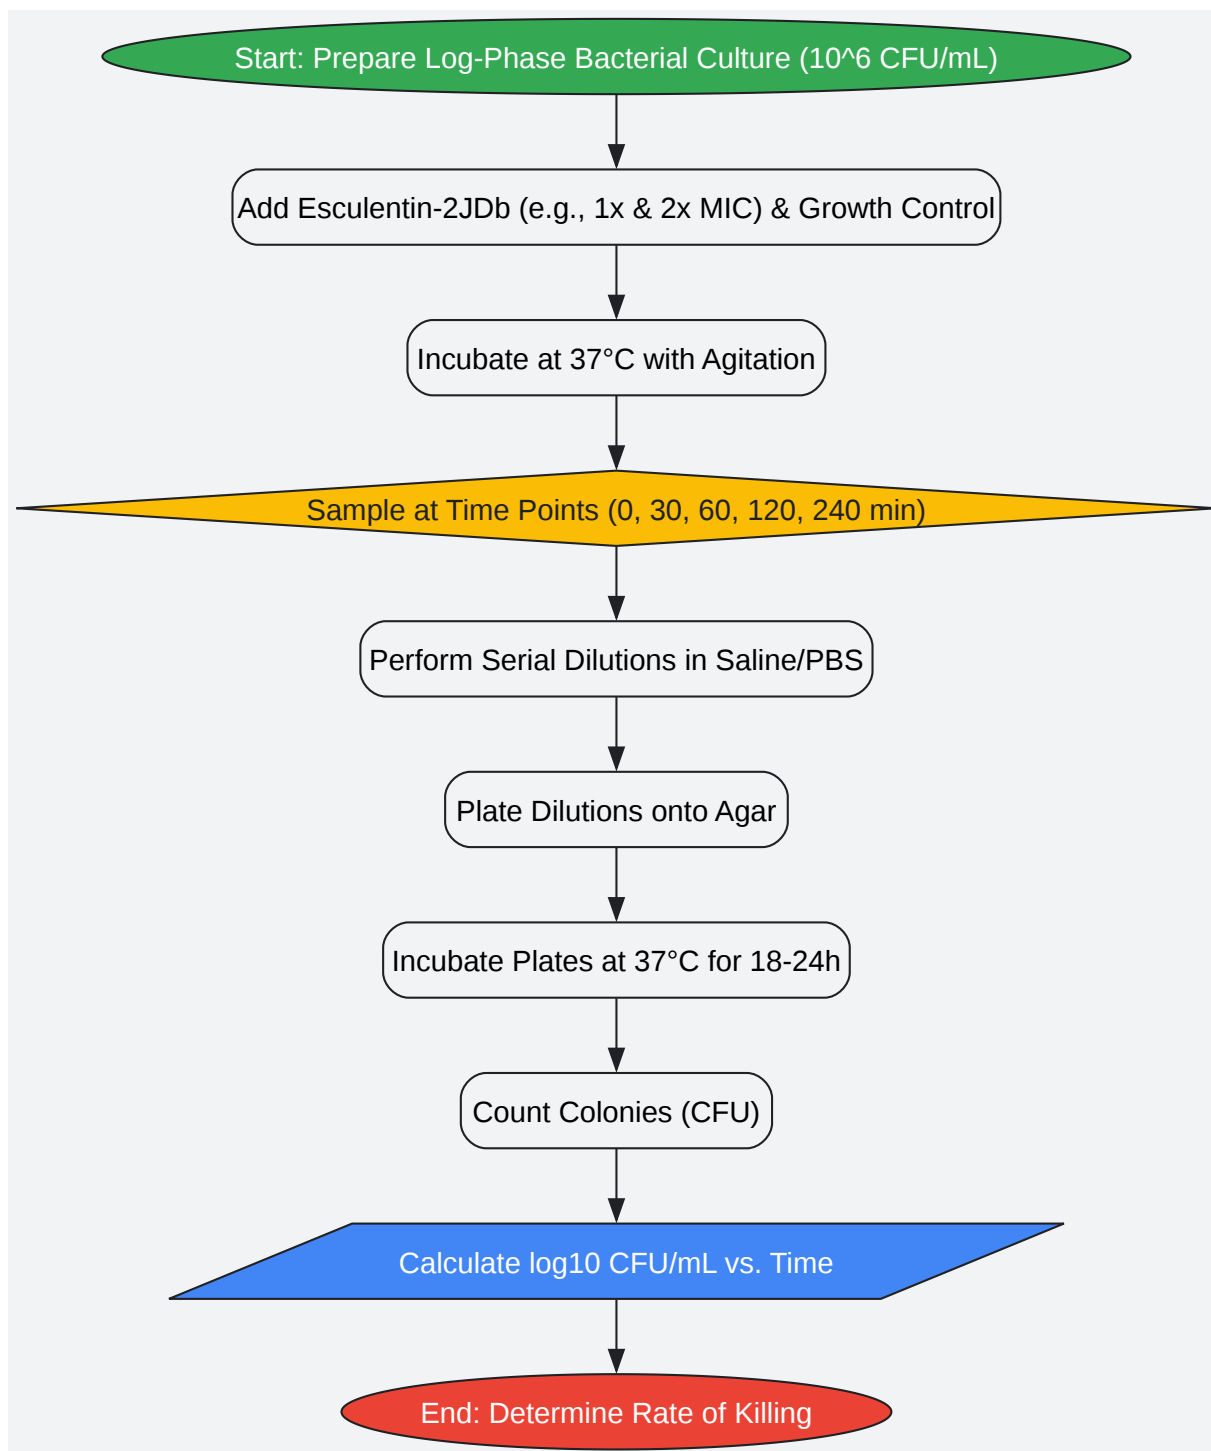 Start: Prepare Log-Phase Bacterial Culture (10^6 CFU/mL)
Add Esculentin-2JDb (e.g., 1x & 2x MIC) & Growth Control
Incubate at 37°C with Agitation
Sample at Time Points (0, 30, 60, 120, 240 min)
Perform Serial Dilutions in Saline/PBS
Plate Dilutions onto Agar
Incubate Plates at 37°C for 18-24h
Count Colonies (CFU)
Calculate log10 CFU/mL vs. Time
End: Determine Rate of Killing